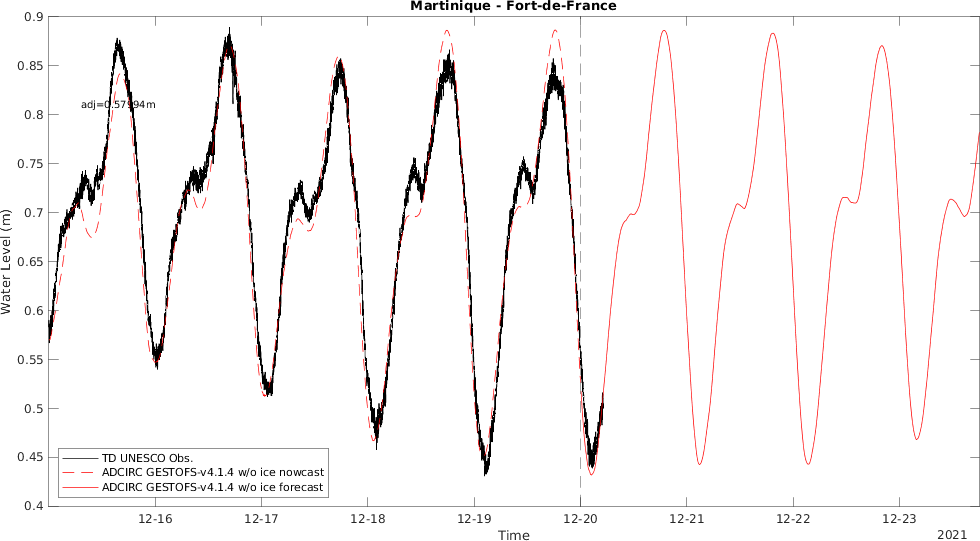 Martinique - Fort-de-France
0.9
0.85
0.8
0.75
0.7
0.65
0.6
0.55
0.5
0.45
0.4
Water Level (m)
adj=0.57994m
TD UNESCO Obs.
ADCIRC GESTOFS-v4.1.4 w/o ice nowcast
ADCIRC GESTOFS-v4.1.4 w/o ice forecast
12-16
12-17
12-18
12-19
12-20
12-21
12-22
12-23
Time
2021